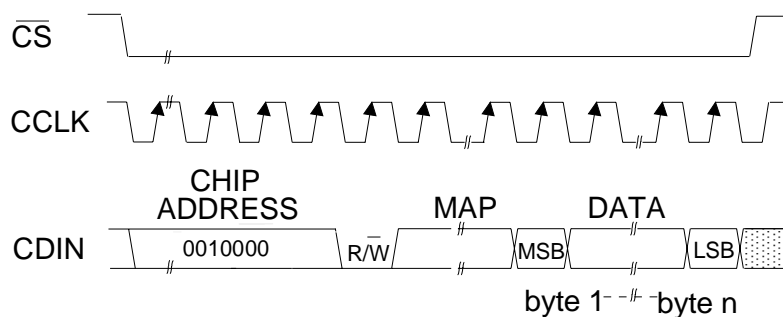 CS
CCLK
CHIP
ADDRESS
MAP
DATA
CDIN
0010000
R/W
MSB
LSB
byte 1
byte n